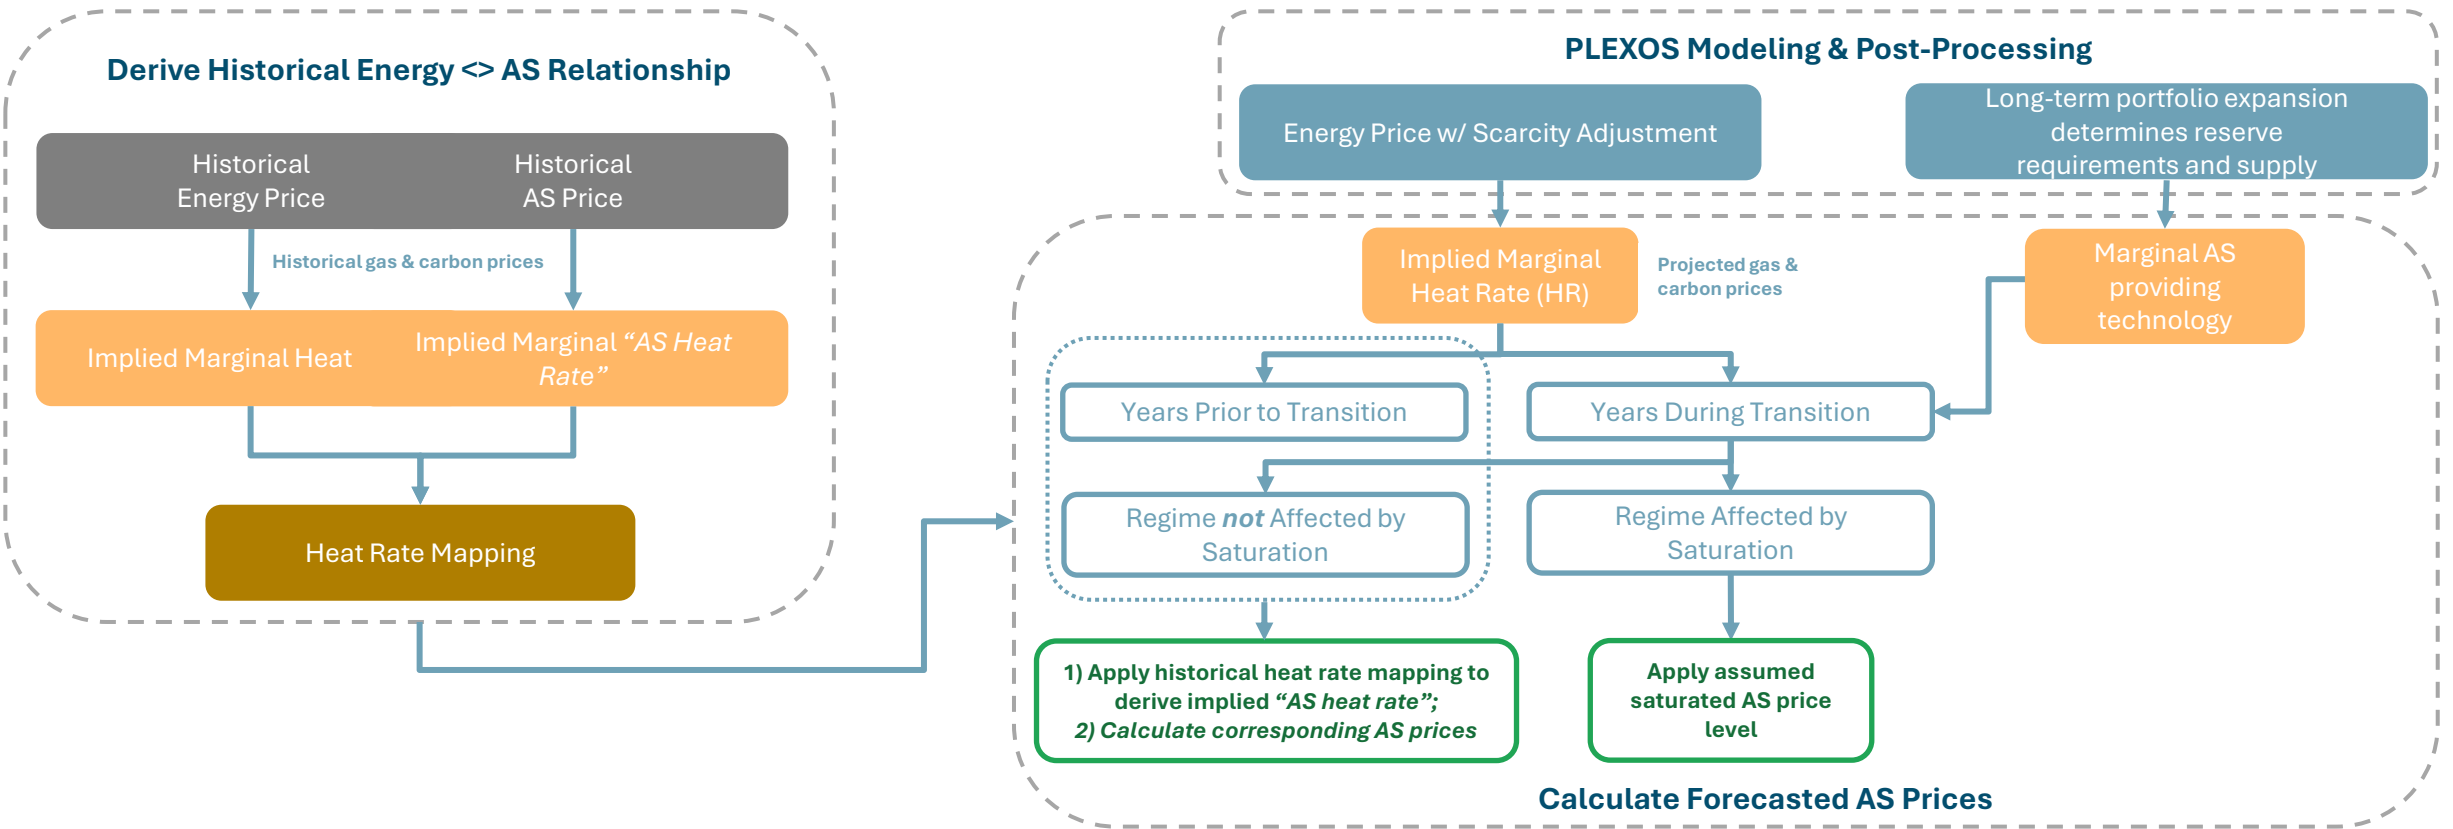 Derive Historical Energy <> AS Relationship
Historical
Energy Price
Historical
AS Price
Historical gas & carbon prices
Implied Marginal Heat
Implied Marginal “AS Heat
Rate”
Heat Rate Mapping
PLEXOS Modeling & Post-Processing
Energy Price w/ Scarcity Adjustment
Long-term portfolio expansion
determines reserve
requirements and supply
Implied Marginal
Heat Rate (HR)
Projected gas &
carbon prices
Marginal AS
providing
technology
Years Prior to Transition
Years During Transition
Regime not Affected by
Saturation
Regime Affected by
Saturation
1) Apply historical heat rate mapping to
derive implied “AS heat rate”;
2) Calculate corresponding AS prices
Apply assumed
saturated AS price
level
Calculate Forecasted AS Prices